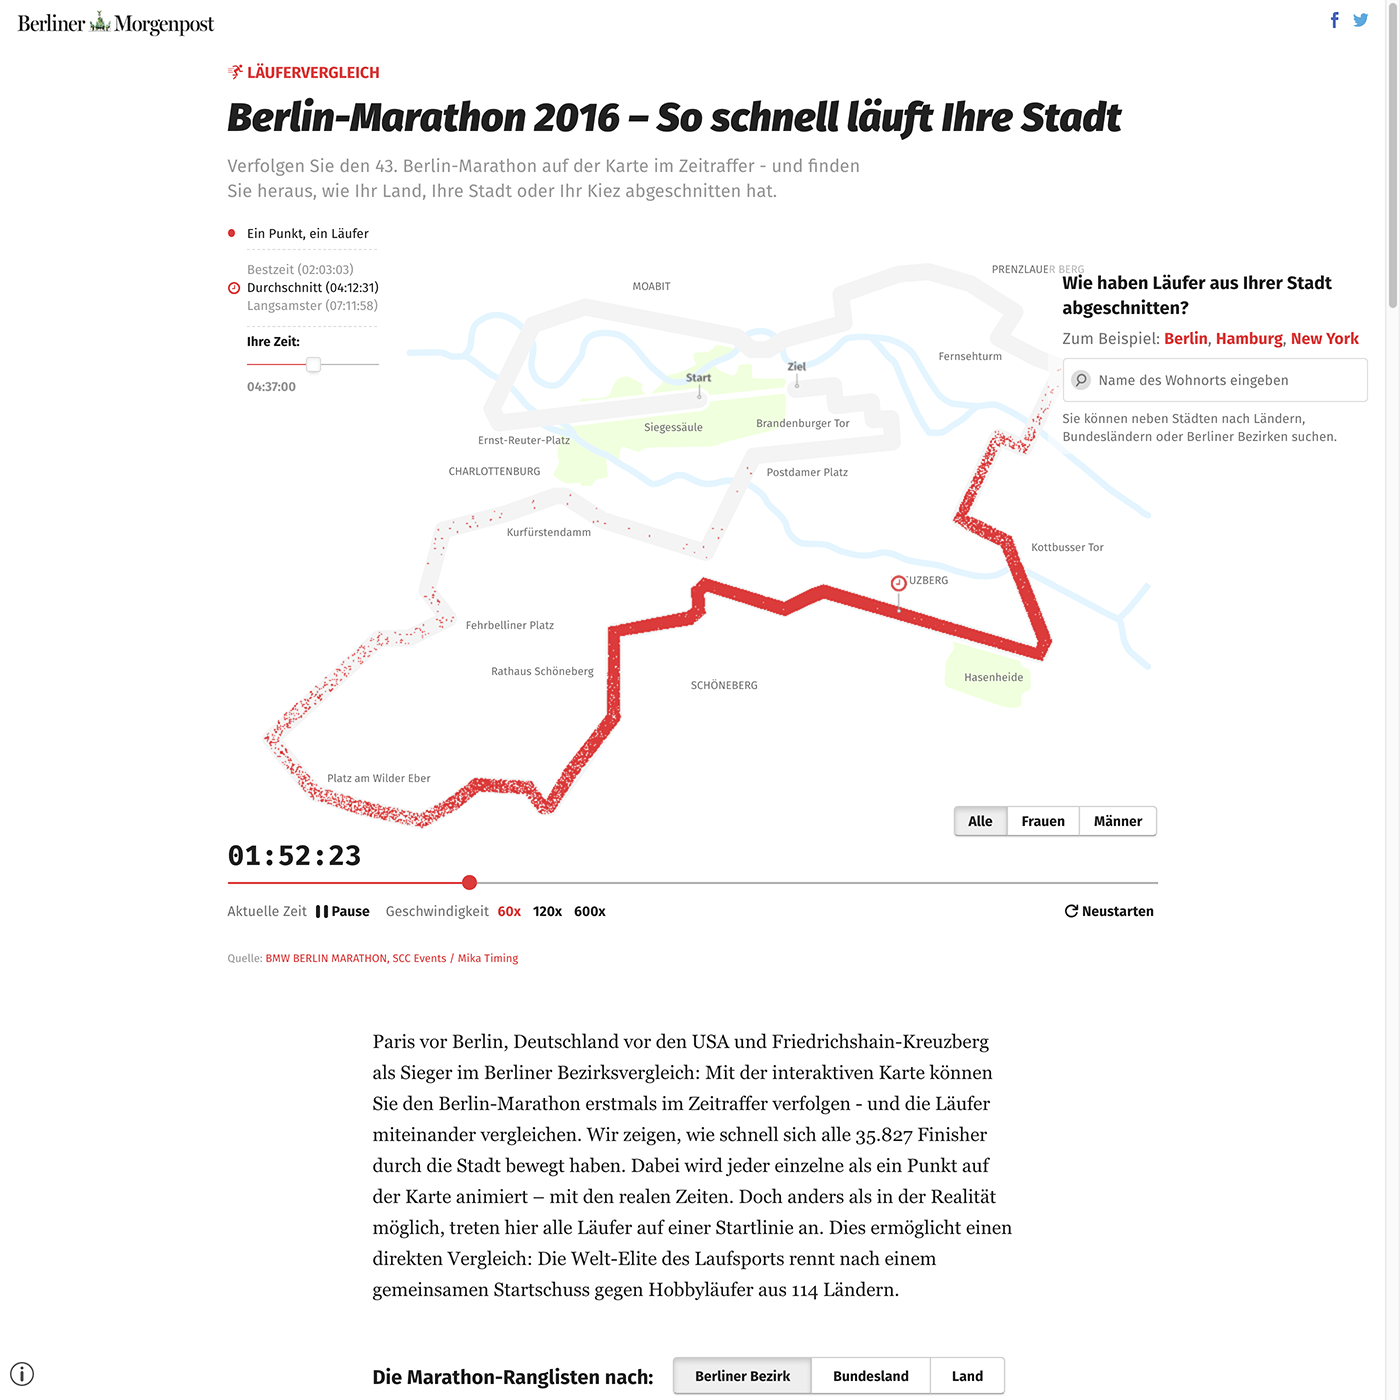 Berliner Morgenpost
LÄUFERVERGLEICH
Berlin-Marathon 2016 – So schnell läuft Ihre Stadt
Verfolgen Sie den 43. Berlin-Marathon auf der Karte im Zeitraffer - und finden
Sie heraus, wie Ihr Land, Ihre Stadt oder Ihr Kiez abgeschnitten hat.
Ein Punkt, ein Läufer
Bestzeit (02:03:03)
Durchschnitt (04:12:31)
Langsamster (07:11:58)
Ihre Zeit:
04:37:00
MOABIT
PRENZLAUER BERG
Fernsehturm
Ziel
Start
Siegessäule
Brandenburger Tor
Ernst-Reuter-Platz
CHARLOTTENBURG
Postdamer Platz
Kurfürstendamm
Kottbusser Tor
UZBERG
Fehrbelliner Platz
Rathaus Schöneberg
SCHÖNEBERG
Hasenheide
Platz am Wilder Eber
Wie haben Läufer aus Ihrer Stadt
abgeschnitten?
Zum Beispiel: Berlin, Hamburg, New York
Name des Wohnorts eingeben
Sie können neben Städten nach Ländern,
Bundesländern oder Berliner Bezirken suchen.
Alle Frauen Männer
01:52:23
Aktuelle Zeit Pause Geschwindigkeit 60x 120x 600x Neustarten
Quelle: BMW BERLIN MARATHON, SCC Events / Mika Timing
Paris vor Berlin, Deutschland vor den USA und Friedrichshain-Kreuzberg
als Sieger im Berliner Bezirksvergleich: Mit der interaktiven Karte können
Sie den Berlin-Marathon erstmals im Zeitraffer verfolgen - und die Läufer
miteinander vergleichen. Wir zeigen, wie schnell sich alle 35.827 Finisher
durch die Stadt bewegt haben. Dabei wird jeder einzelne als ein Punkt auf
der Karte animiert – mit den realen Zeiten. Doch anders als in der Realität
möglich, treten hier alle Läufer auf einer Startlinie an. Dies ermöglicht einen
direkten Vergleich: Die Welt-Elite des Laufsports rennt nach einem
gemeinsamen Startschuss gegen Hobbyläufer aus 114 Ländern.
Die Marathon-Ranglisten nach: Berliner Bezirk Bundesland Land